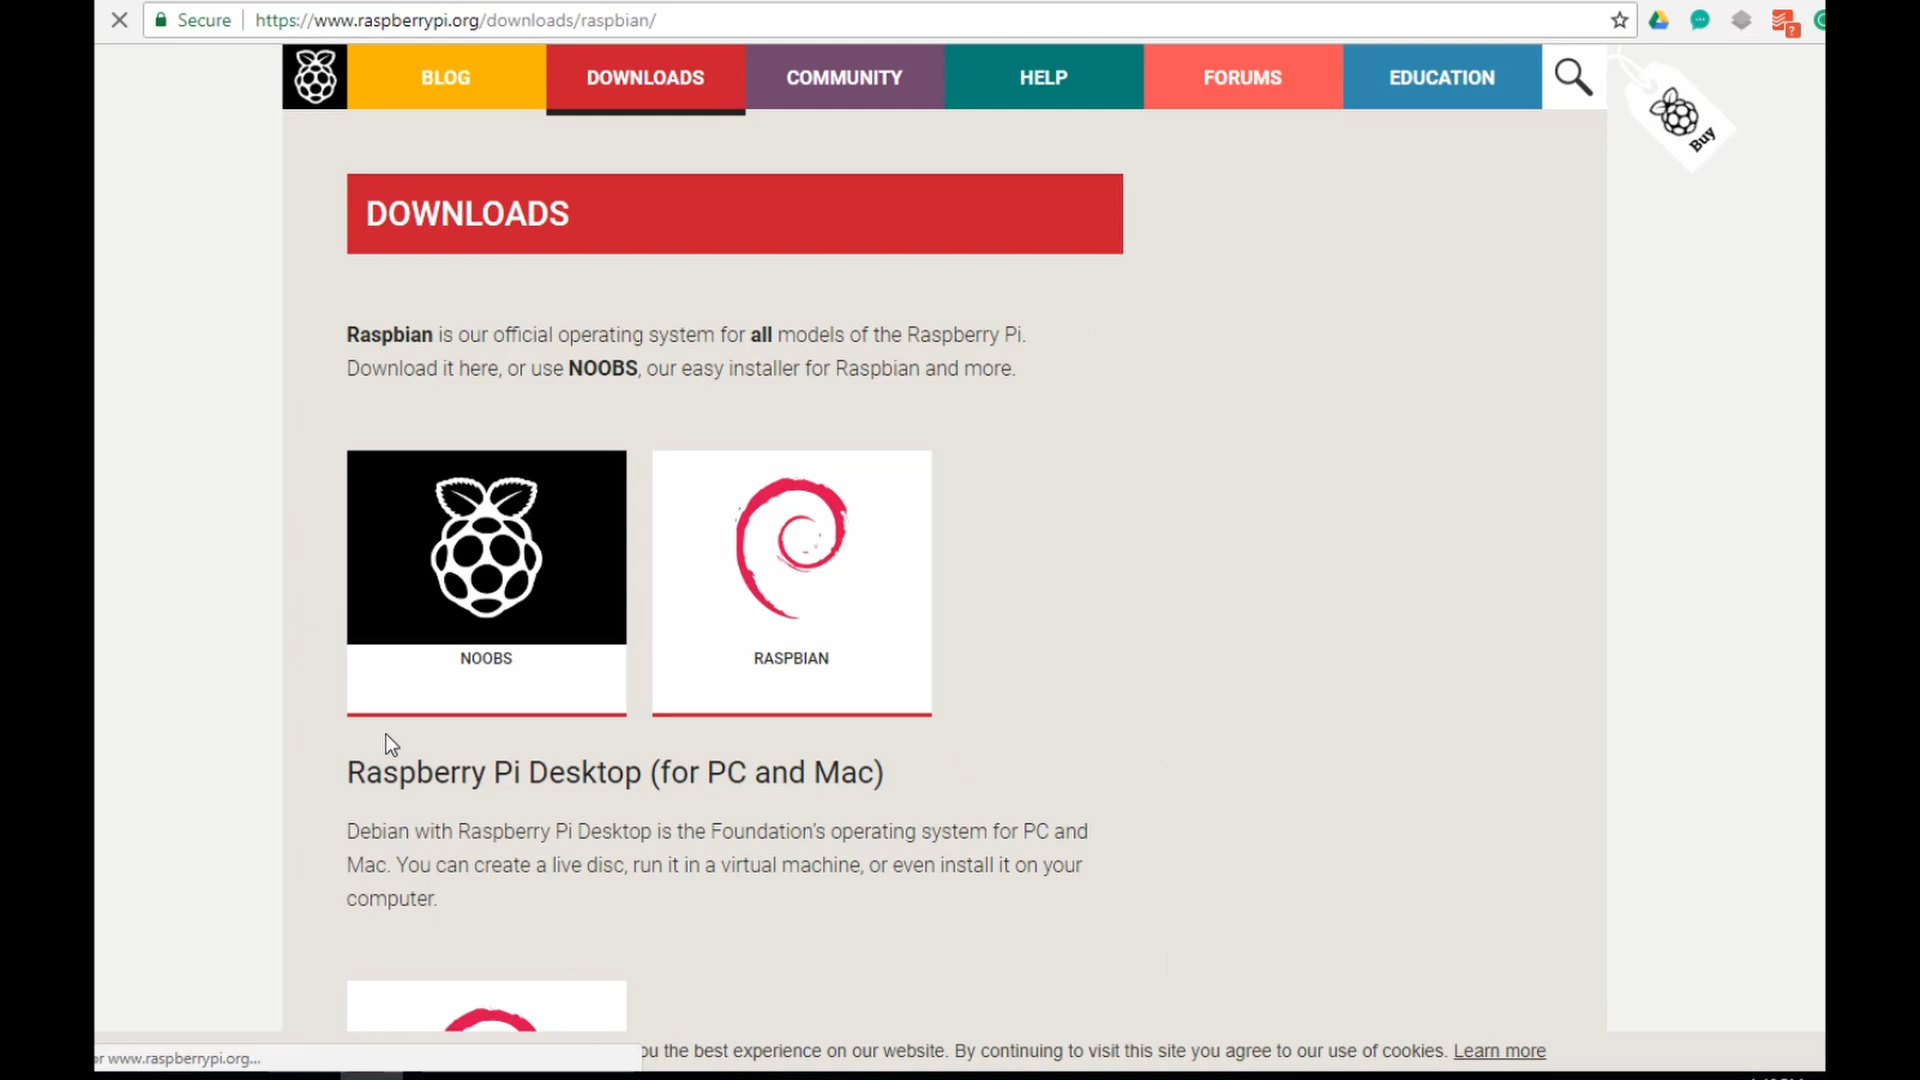 Secure https://www.raspberrypi.org/downloads/raspbian/
BLOG DOWNLOADS COMMUNITY HELP FORUMS EDUCATION
Buy
DOWNLOADS
Raspbian is our official operating system for all models of the Raspberry Pi.
Download it here, or use NOOBS, our easy installer for Raspbian and more.
NOOBS RASPBIAN
Raspberry Pi Desktop (for PC and Mac)
Debian with Raspberry Pi Desktop is the Foundation's operating system for PC and
Mac. You can create a live disc, run it in a virtual machine, or even install it on your
computer.
www.raspberrypi.org... the best experience on our website. By continuing to visit this site you agree to our use of cookies. Learn more